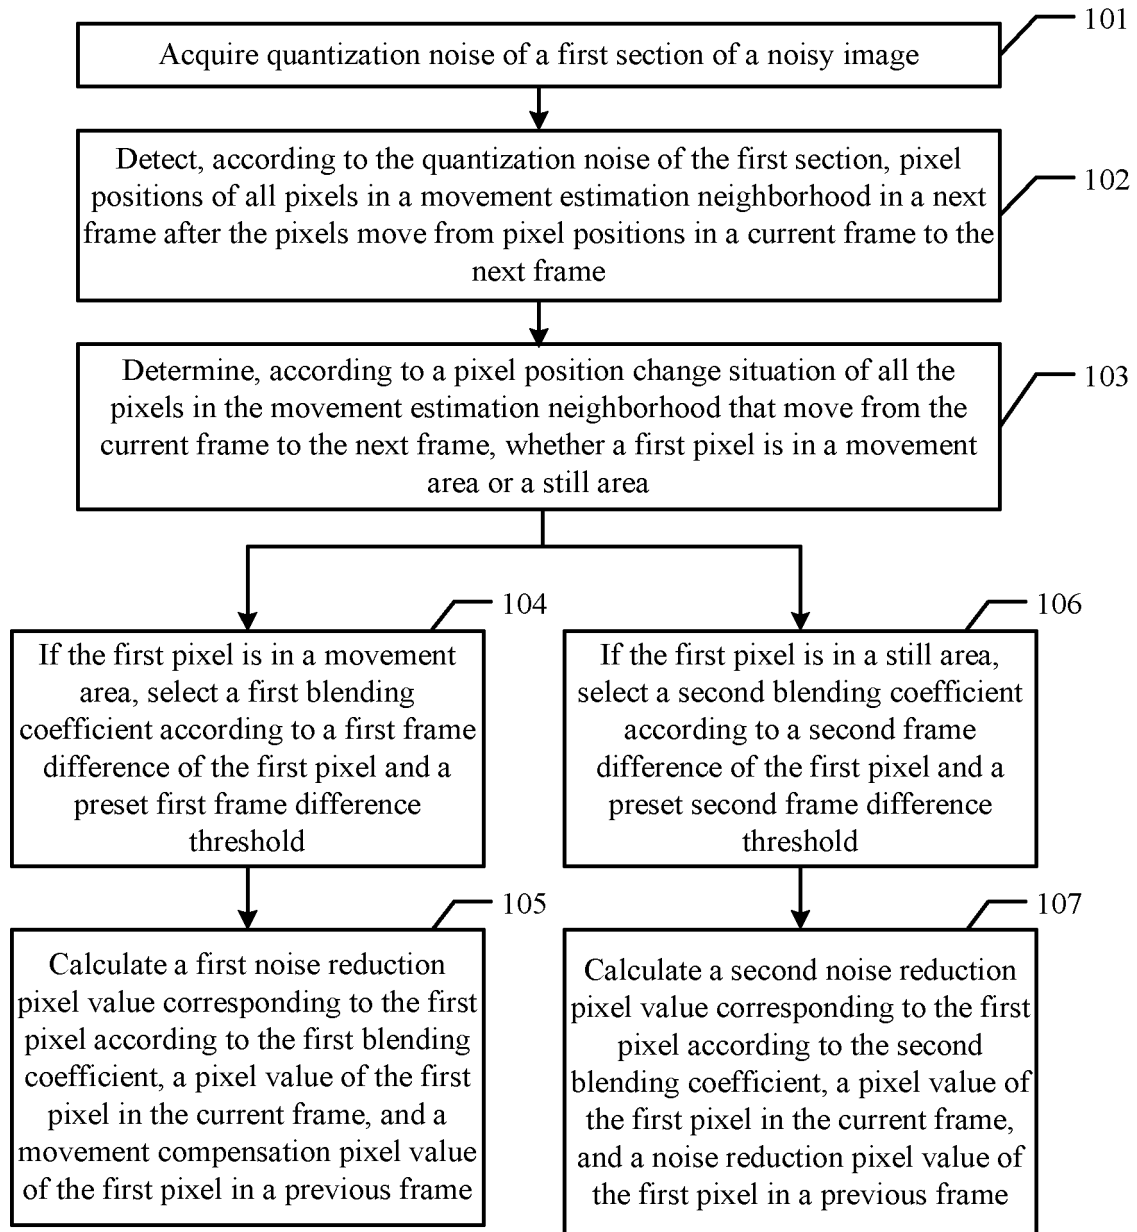 101
Acquire quantization noise of a first section of a noisy image
102
Detect, according to the quantization noise of the first section, pixel
positions of all pixels in a movement estimation neighborhood in a next
frame after the pixels move from pixel positions in a current frame to the
next frame
103
Determine, according to a pixel position change situation of all the
pixels in the movement estimation neighborhood that move from the
current frame to the next frame, whether a first pixel is in a movement
area or a still area
104
If the first pixel is in a movement
area, select a first blending
coefficient according to a first frame
difference of the first pixel and a
preset first frame difference
threshold
106
If the first pixel is in a still area,
select a second blending coefficient
according to a second frame
difference of the first pixel and a
preset second frame difference
threshold
105
Calculate a first noise reduction
pixel value corresponding to the first
pixel according to the first blending
coefficient, a pixel value of the first
pixel in the current frame, and a
movement compensation pixel value
of the first pixel in a previous frame
107
Calculate a second noise reduction
pixel value corresponding to the first
pixel according to the second
blending coefficient, a pixel value of
the first pixel in the current frame,
and a noise reduction pixel value of
the first pixel in a previous frame